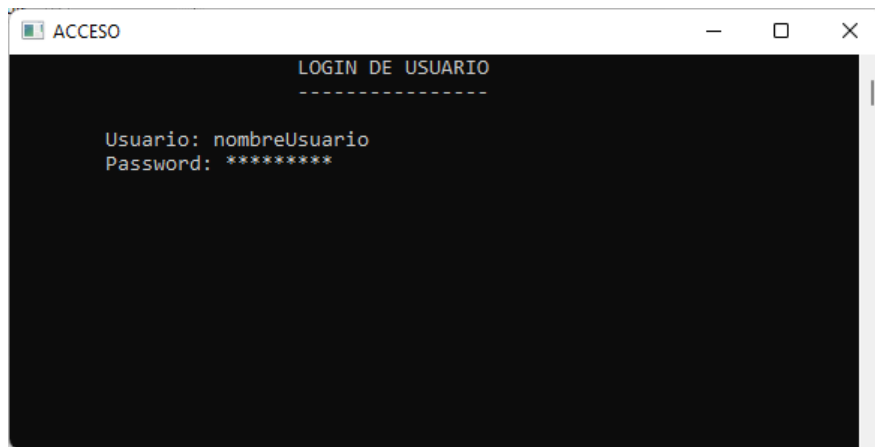 ACCESO
LOGIN DE USUARIO
----------------
Usuario: nombreUsuario
Password: *********